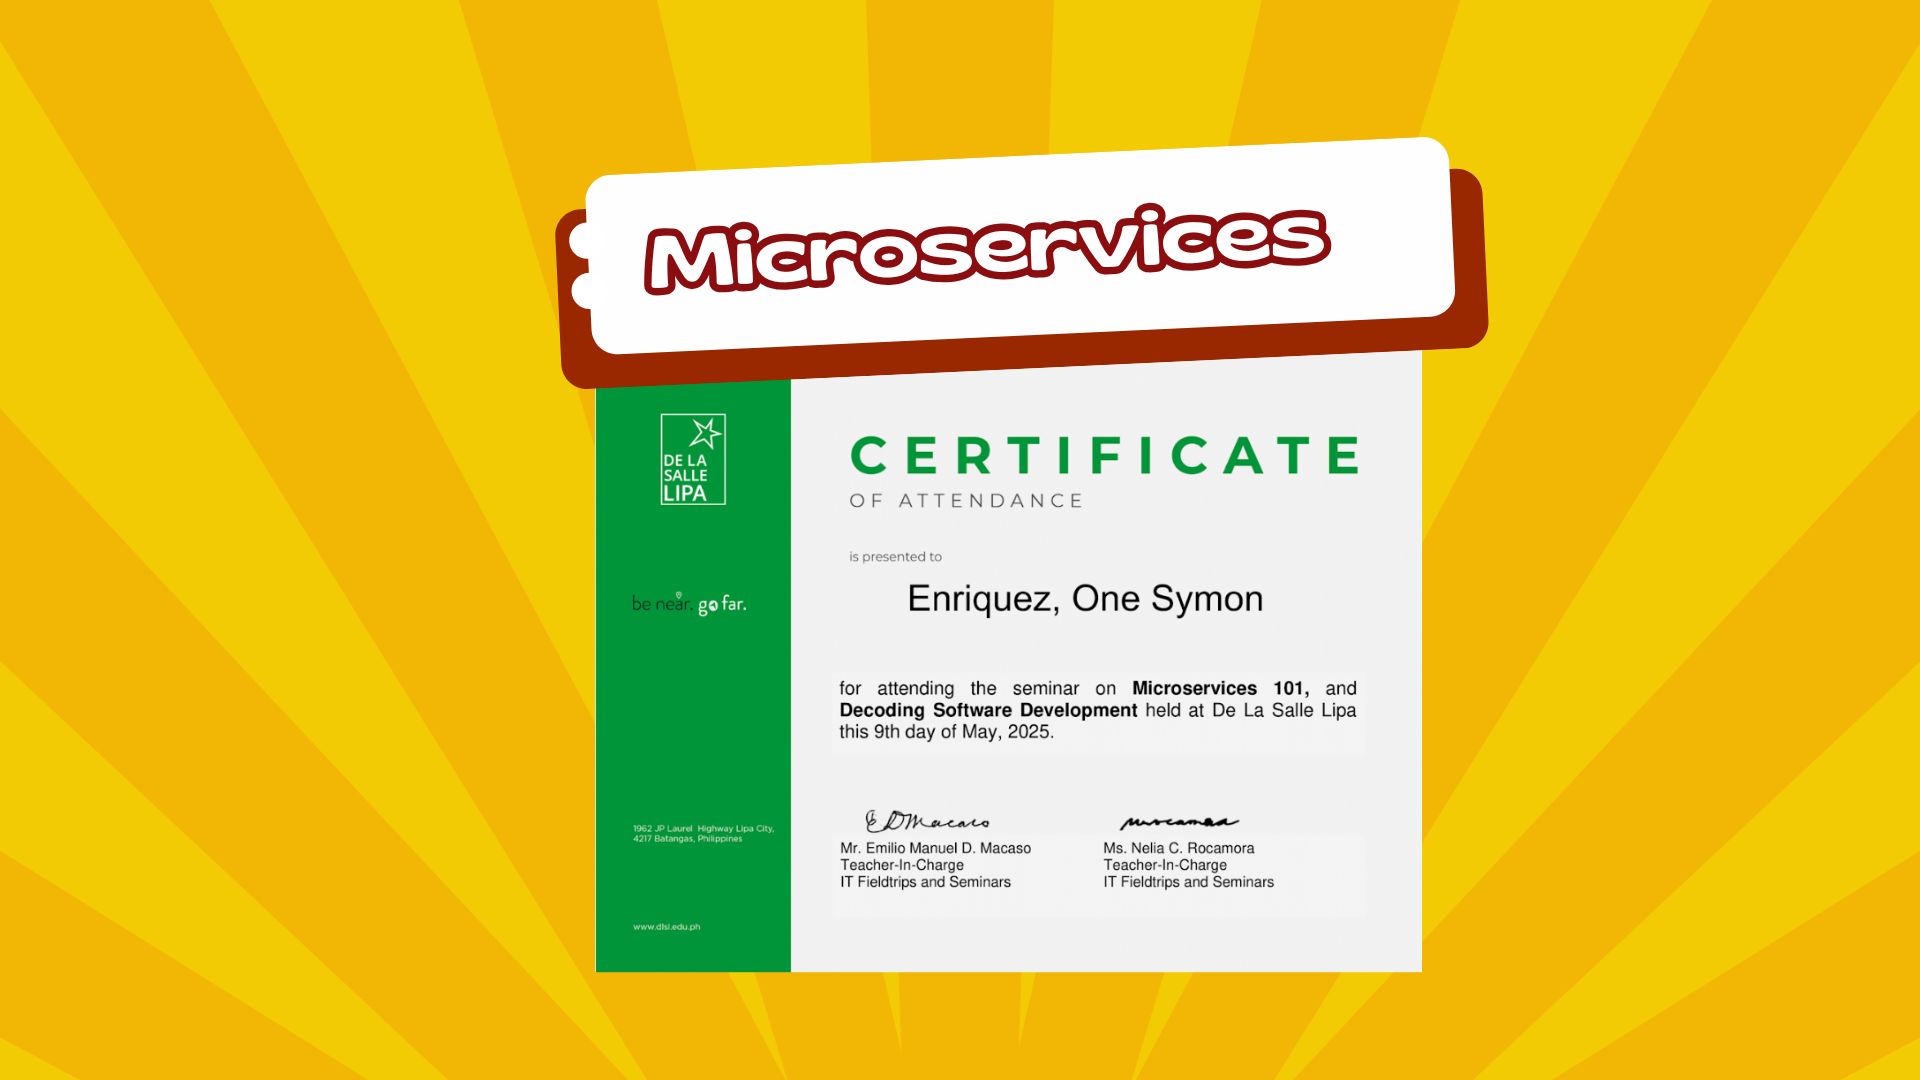 Microservices
DE LA
SALLE
LIPA
CERTIFICATE
OF ATTENDANCE
is presented to
Enriquez, One Symon
be near. go far.
for attending the seminar on Microservices 101, and
Decoding Software Development held at De La Salle Lipa
this 9th day of May, 2025.
EDMacaso
1962 JP Laurel Highway Lipa City,
4217 Batangas, Philippines
Mr. Emilio Manuel D. Macaso
Teacher-In-Charge
IT Fieldtrips and Seminars
Ms. Nelia C. Rocamora
Teacher-In-Charge
IT Fieldtrips and Seminars
www.dlsl.edu.ph